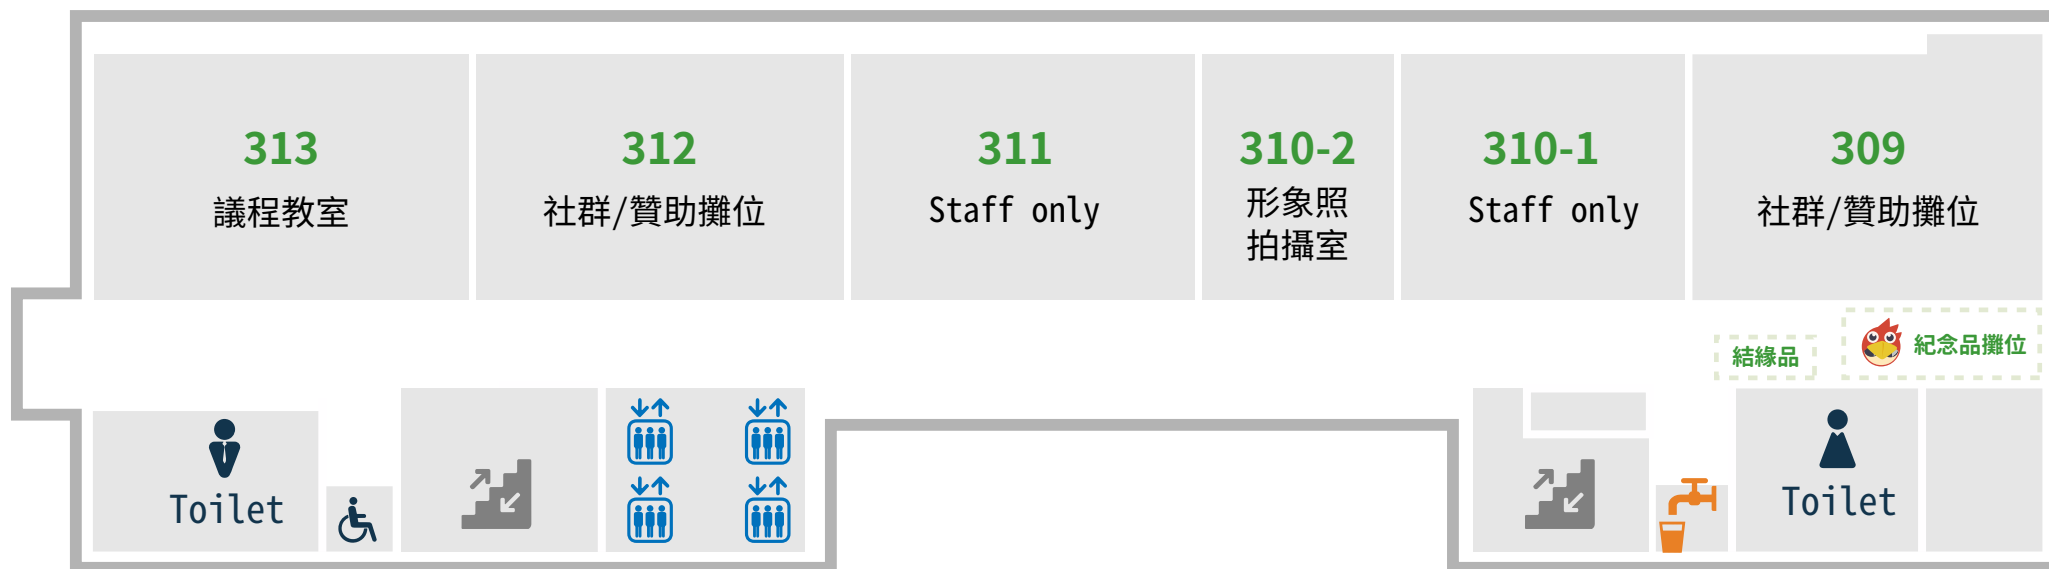 313
議程教室
312
社群/贊助攤位
311
Staff only
310-2
形象照
拍攝室
310-1
Staff only
309
社群/贊助攤位
結緣品
紀念品攤位
Toilet
Toilet